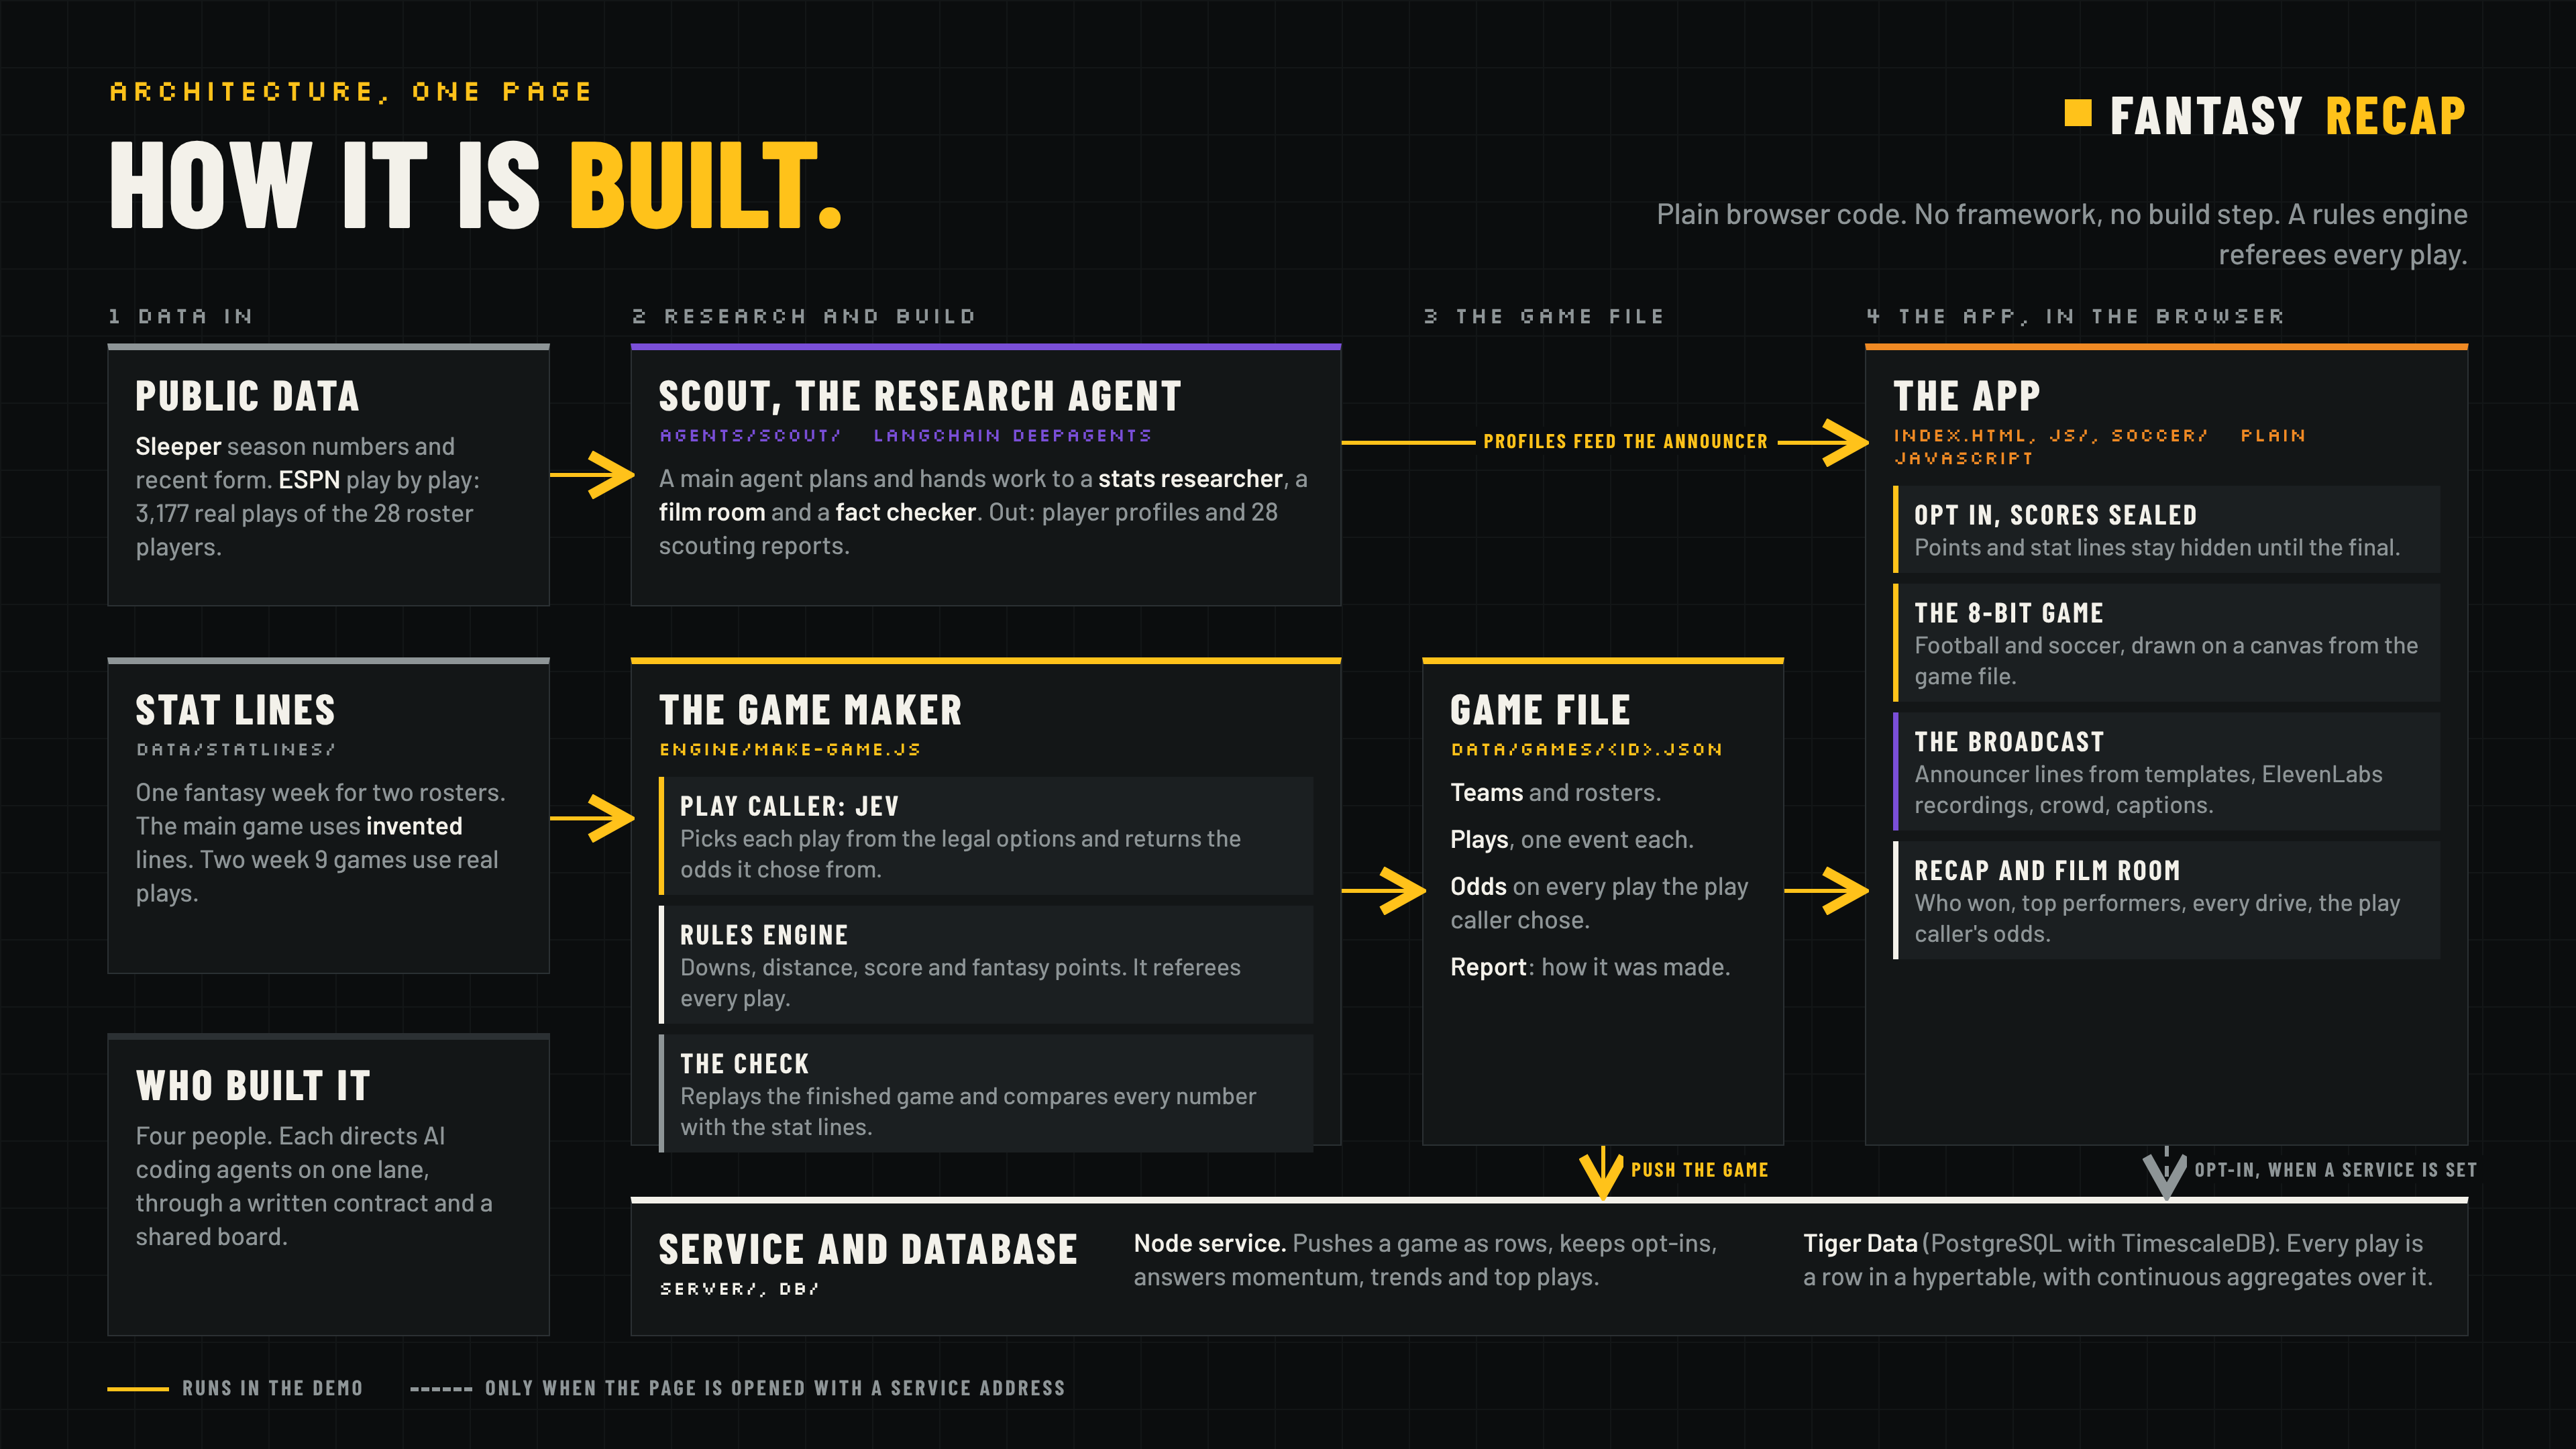 ARCHITECTURE, ONE PAGE
HOW IT IS BUILT.
FANTASY RECAP
Plain browser code. No framework, no build step. A rules engine
referees every play.
1 DATA IN
PUBLIC DATA
Sleeper season numbers and
recent form. ESPN play by play:
3,177 real plays of the 28 roster
players.
STAT LINES
DATA/STATLINES/
One fantasy week for two rosters.
The main game uses invented
lines. Two week 9 games use real
plays.
WHO BUILT IT
Four people. Each directs AI
coding agents on one lane,
through a written contract and a
shared board.
2 RESEARCH AND BUILD
SCOUT, THE RESEARCH AGENT
AGENTS/SCOUT/ LANGCHAIN DEEPAGENTS
A main agent plans and hands work to a stats researcher, a
film room and a fact checker. Out: player profiles and 28
scouting reports.
PROFILES FEED THE ANNOUNCER
THE GAME MAKER
ENGINE/MAKE-GAME.JS
PLAY CALLER: JEV
Picks each play from the legal options and returns the
odds it chose from.
RULES ENGINE
Downs, distance, score and fantasy points. It referees
every play.
THE CHECK
Replays the finished game and compares every number
with the stat lines.
3 THE GAME FILE
GAME FILE
DATA/GAMES/<ID>.JSON
Teams and rosters.
Plays, one event each.
Odds on every play the play
caller chose.
Report: how it was made.
4 THE APP, IN THE BROWSER
THE APP
INDEX.HTML, JS/, SOCCER/ PLAIN
JAVASCRIPT
OPT IN, SCORES SEALED
Points and stat lines stay hidden until the final.
THE 8-BIT GAME
Football and soccer, drawn on a canvas from the
game file.
THE BROADCAST
Announcer lines from templates, ElevenLabs
recordings, crowd, captions.
RECAP AND FILM ROOM
Who won, top performers, every drive, the play
caller's odds.
PUSH THE GAME
OPT-IN, WHEN A SERVICE IS SET
SERVICE AND DATABASE
SERVER/, DB/
Node service. Pushes a game as rows, keeps opt-ins,
answers momentum, trends and top plays.
Tiger Data (PostgreSQL with TimescaleDB). Every play is
a row in a hypertable, with continuous aggregates over it.
RUNS IN THE DEMO
ONLY WHEN THE PAGE IS OPENED WITH A SERVICE ADDRESS